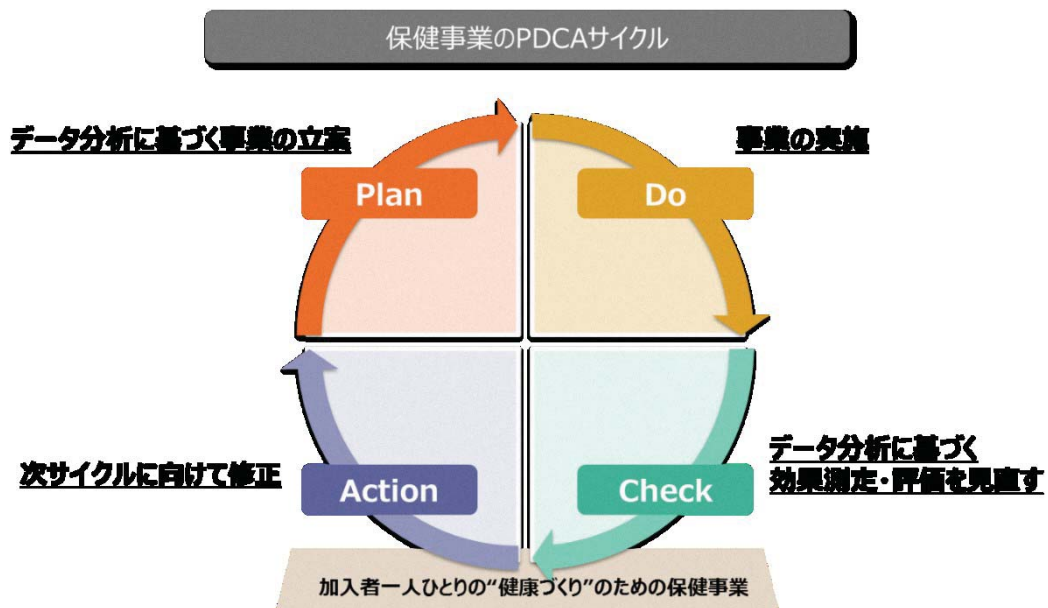 保健事業のPDCAサイクル
データ分析に基づく事業の立案
Plan
事業の実施
Do
次サイクルに向けて修正
Action
データ分析に基づく
効果測定・評価を見直す
Check
加入者一人ひとりの“健康づくり”のための保健事業